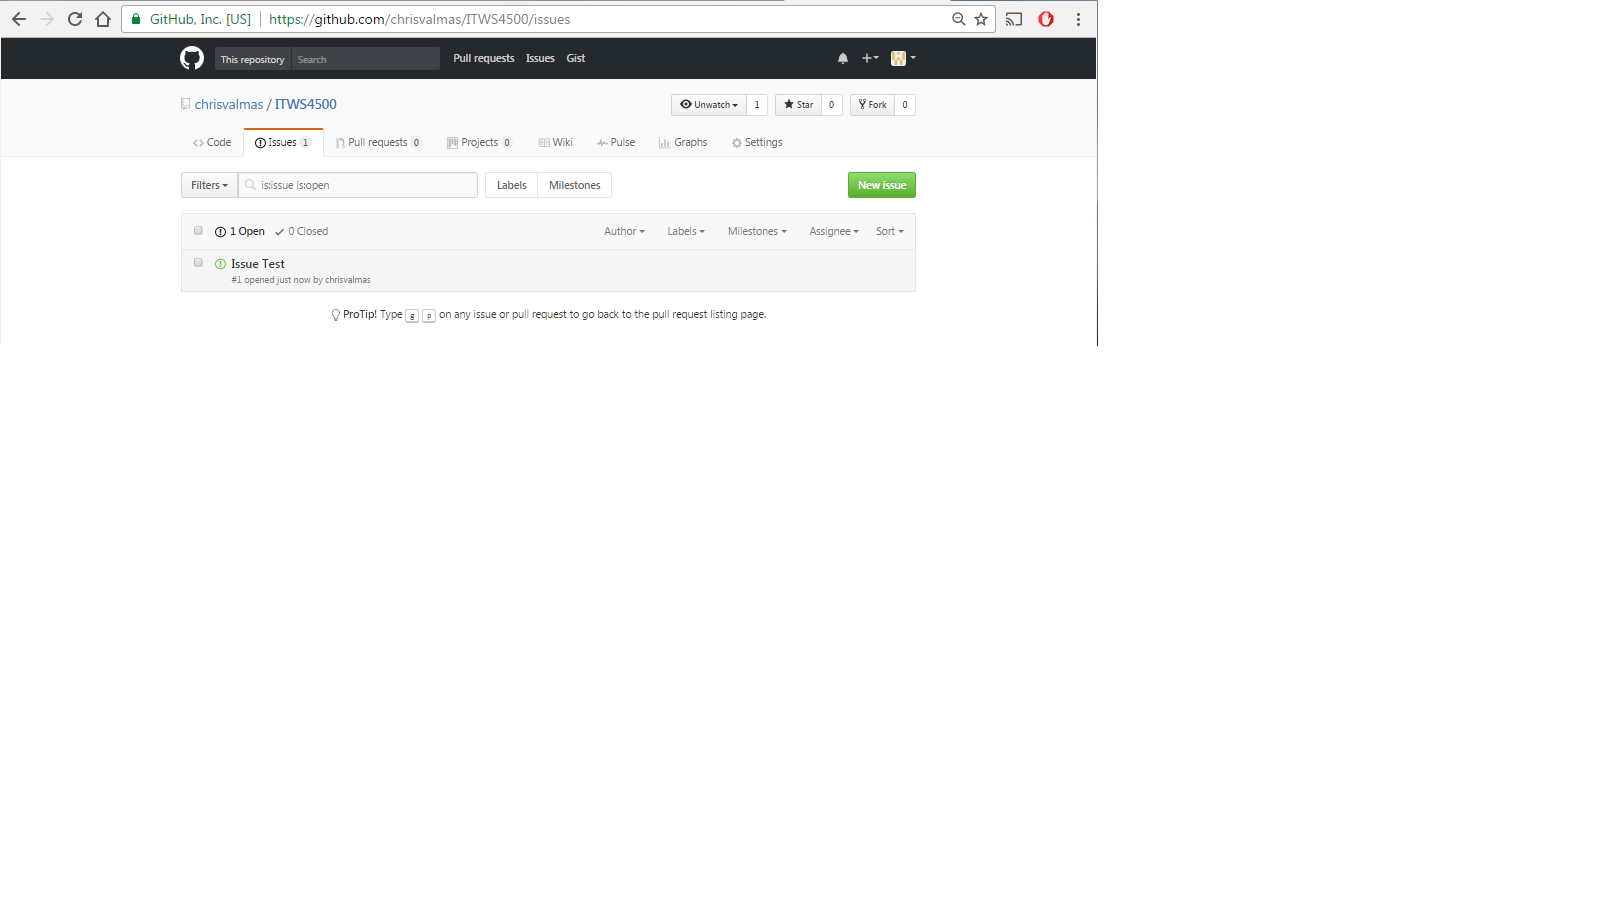 GitHub, Inc. [US] https://github.com/chrisvalmas/ITWS4500/issues
This repository Search Pull requests Issues Gist
chrisvalmas / ITWS4500 Unwatch 1 Star 0 Fork 0
Code Issues 1 Pull requests 0 Projects 0 Wiki Pulse Graphs Settings
Filters is:issue is:open Labels Milestones New issue
1 Open 0 Closed Author Labels Milestones Assignee Sort
Issue Test
#1 opened just now by chrisvalmas
ProTip! Type g p on any issue or pull request to go back to the pull request listing page.